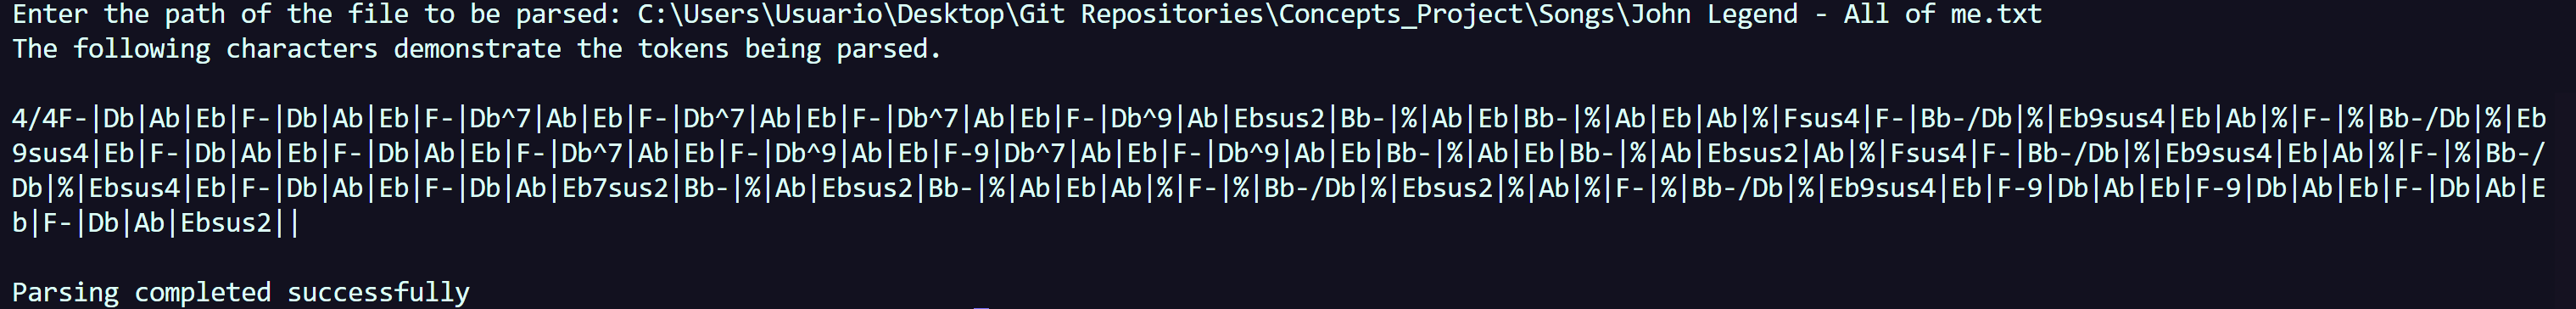 Enter the path of the file to be parsed: C:\Users\Usuario\Desktop\Git Repositories\Concepts_Project\Songs\John Legend - All of me.txt
The following characters demonstrate the tokens being parsed.
4/4F-|Db|Ab|Eb|F-|Db|Ab|Eb|F-|Db^7|Ab|Eb|F-|Db^7|Ab|Eb|F-|Db^7|Ab|Eb|F-|Db^9|Ab|Ebsus2|Bb-|%|Ab|Eb|Bb-|%|Ab|Eb|Ab|%|Fsus4|F-|Bb-/Db|%|Eb9sus4|Eb|Ab|%|F-|%|Bb-/Db|%|Eb
9sus4|Eb|F-|Db|Ab|Eb|F-|Db|Ab|Eb|F-|Db^7|Ab|Eb|F-|Db^9|Ab|Eb|F-9|Db^7|Ab|Eb|F-|Db^9|Ab|Eb|Bb-|%|Ab|Eb|Bb-|%|Ab|Ebsus2|Ab|%|Fsus4|F-|Bb-/Db|%|Eb9sus4|Eb|Ab|%|F-|%|Bb-/
Db|%|Ebsus4|Eb|F-|Db|Ab|Eb|F-|Db|Ab|Eb7sus2|Bb-|%|Ab|Ebsus2|Bb-|%|Ab|Eb|Ab|%|F-|%|Bb-/Db|%|Ebsus2|%|Ab|%|F-|%|Bb-/Db|%|Eb9sus4|Eb|F-9|Db|Ab|Eb|F-9|Db|Ab|Eb|F-|Db|Ab|E
b|F-|Db|Ab|Ebsus2||
Parsing completed successfully